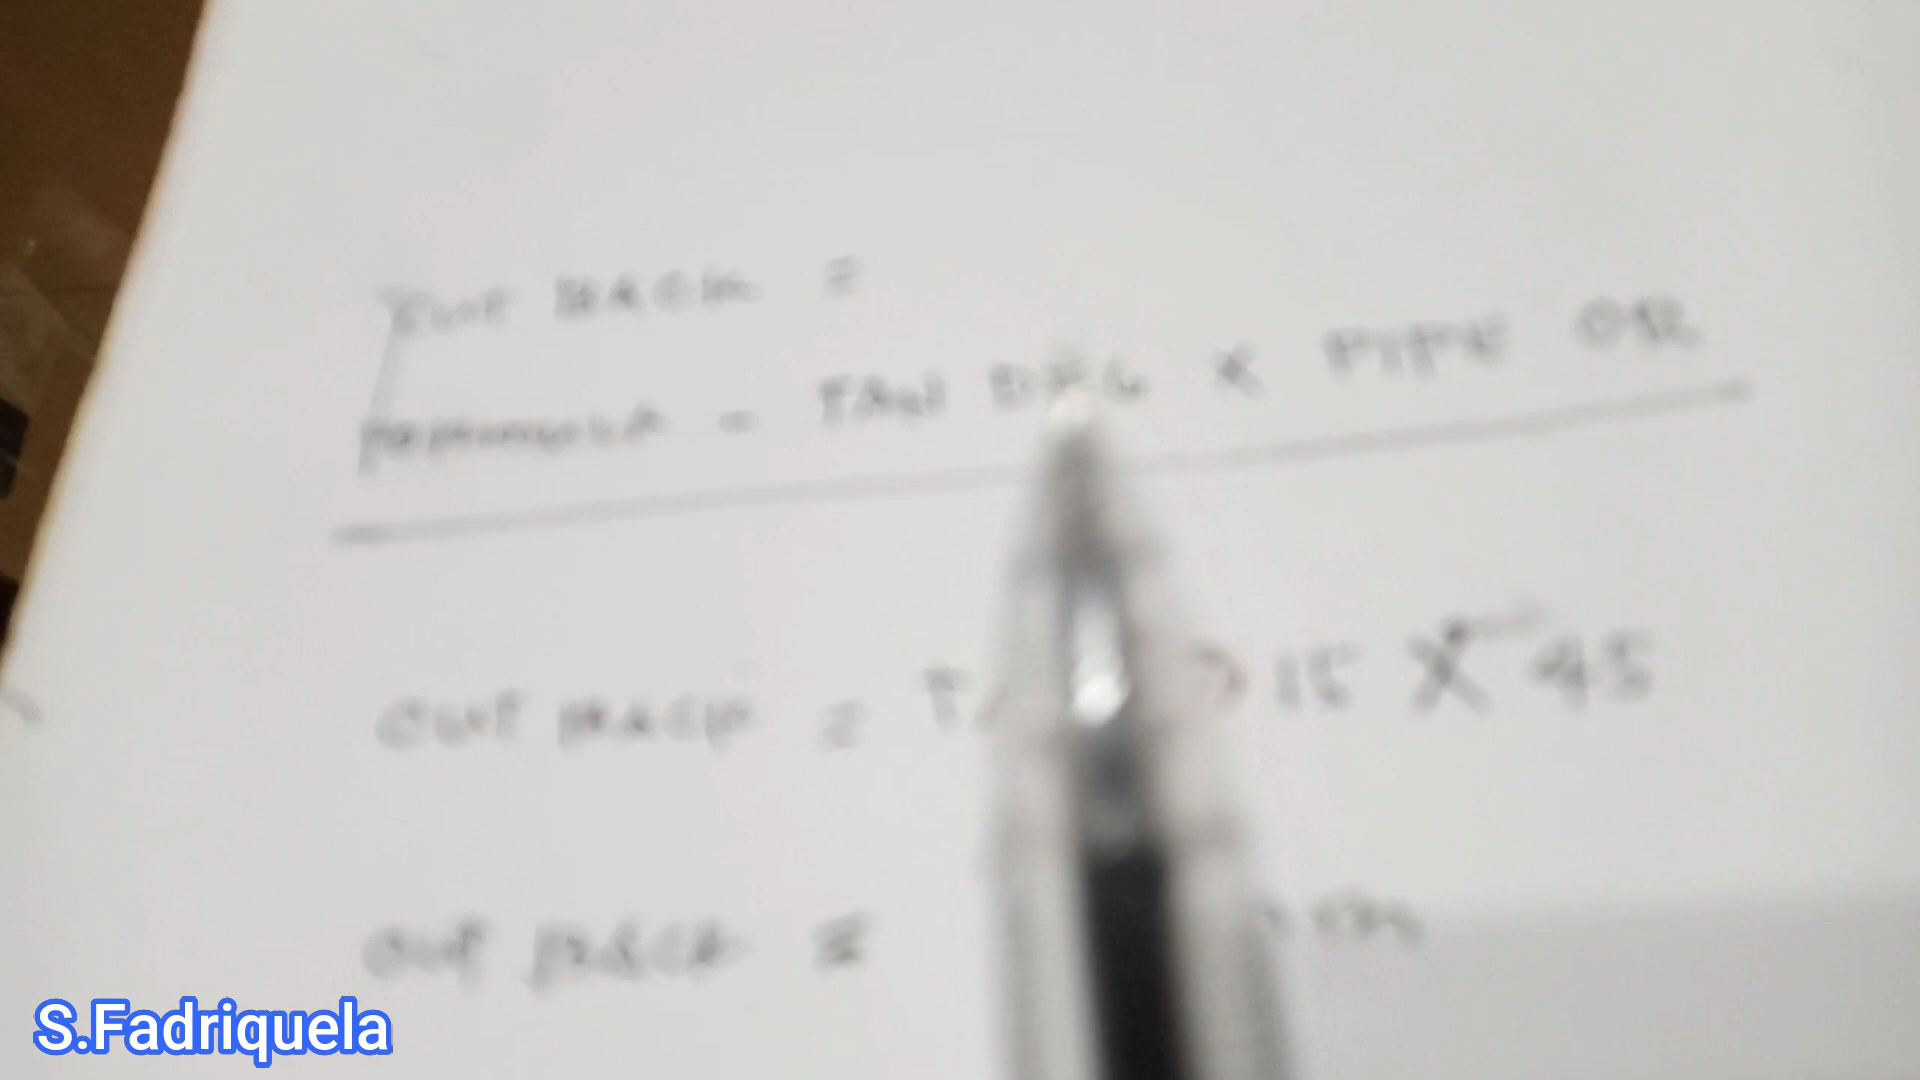 CUT BACK =
FORMULA - TAN DEG X PIPE OR
CUT BACK = 15 X 45
CUT BACK =
S.Fadriquela